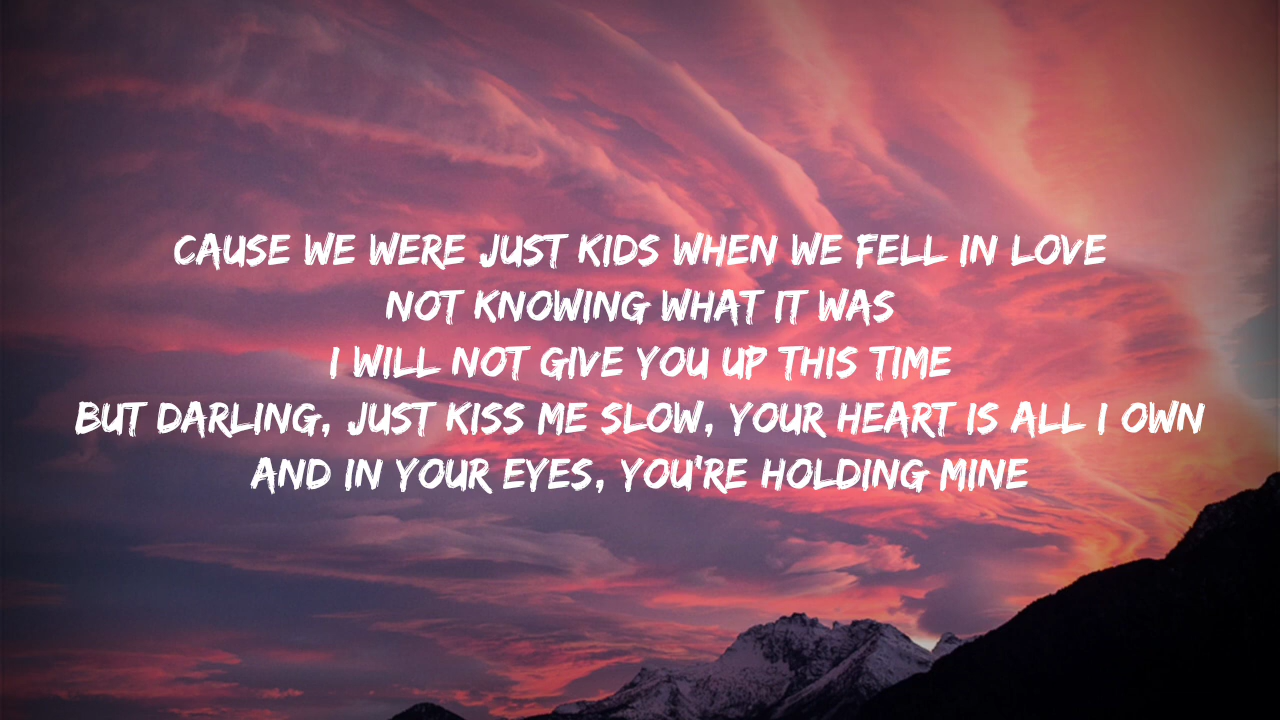 CAUSE WE WERE JUST KIDS WHEN WE FELL IN LOVE
NOT KNOWING WHAT IT WAS
I WILL NOT GIVE YOU UP THIS TIME
BUT DARLING, JUST KISS ME SLOW, YOUR HEART IS ALL I OWN
AND IN YOUR EYES, YOU'RE HOLDING MINE